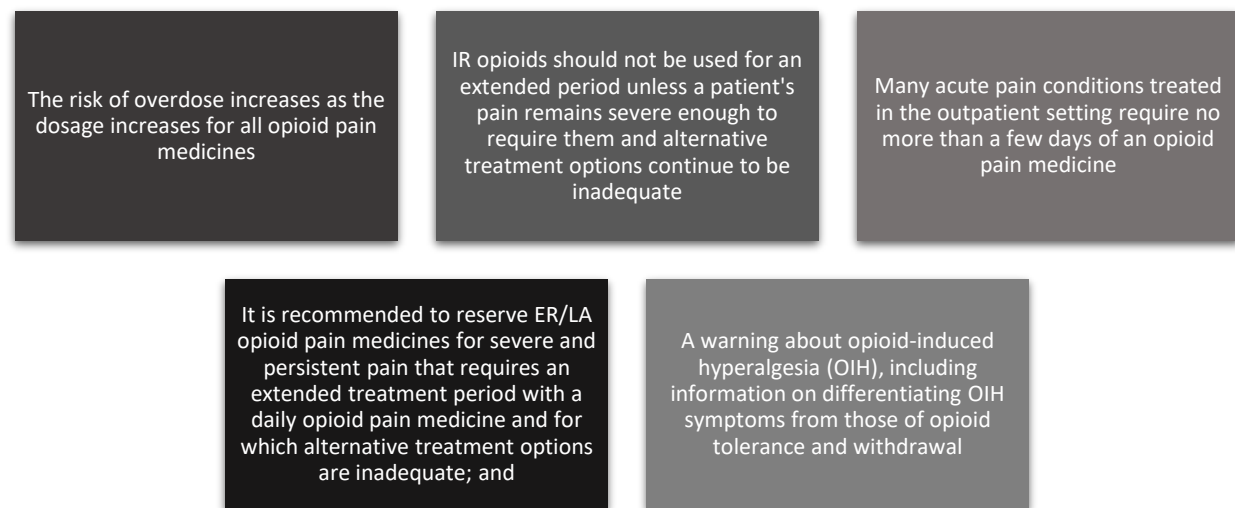 The risk of overdose increases as the
dosage increases for all opioid pain
medicines
IR opioids should not be used for an
extended period unless a patient's
pain remains severe enough to
require them and alternative
treatment options continue to be
inadequate
Many acute pain conditions treated
in the outpatient setting require no
more than a few days of an opioid
pain medicine
It is recommended to reserve ER/LA
opioid pain medicines for severe and
persistent pain that requires an
extended treatment period with a
daily opioid pain medicine and for
which alternative treatment options
are inadequate; and
A warning about opioid-induced
hyperalgesia (OIH), including
information on differentiating OIH
symptoms from those of opioid
tolerance and withdrawal